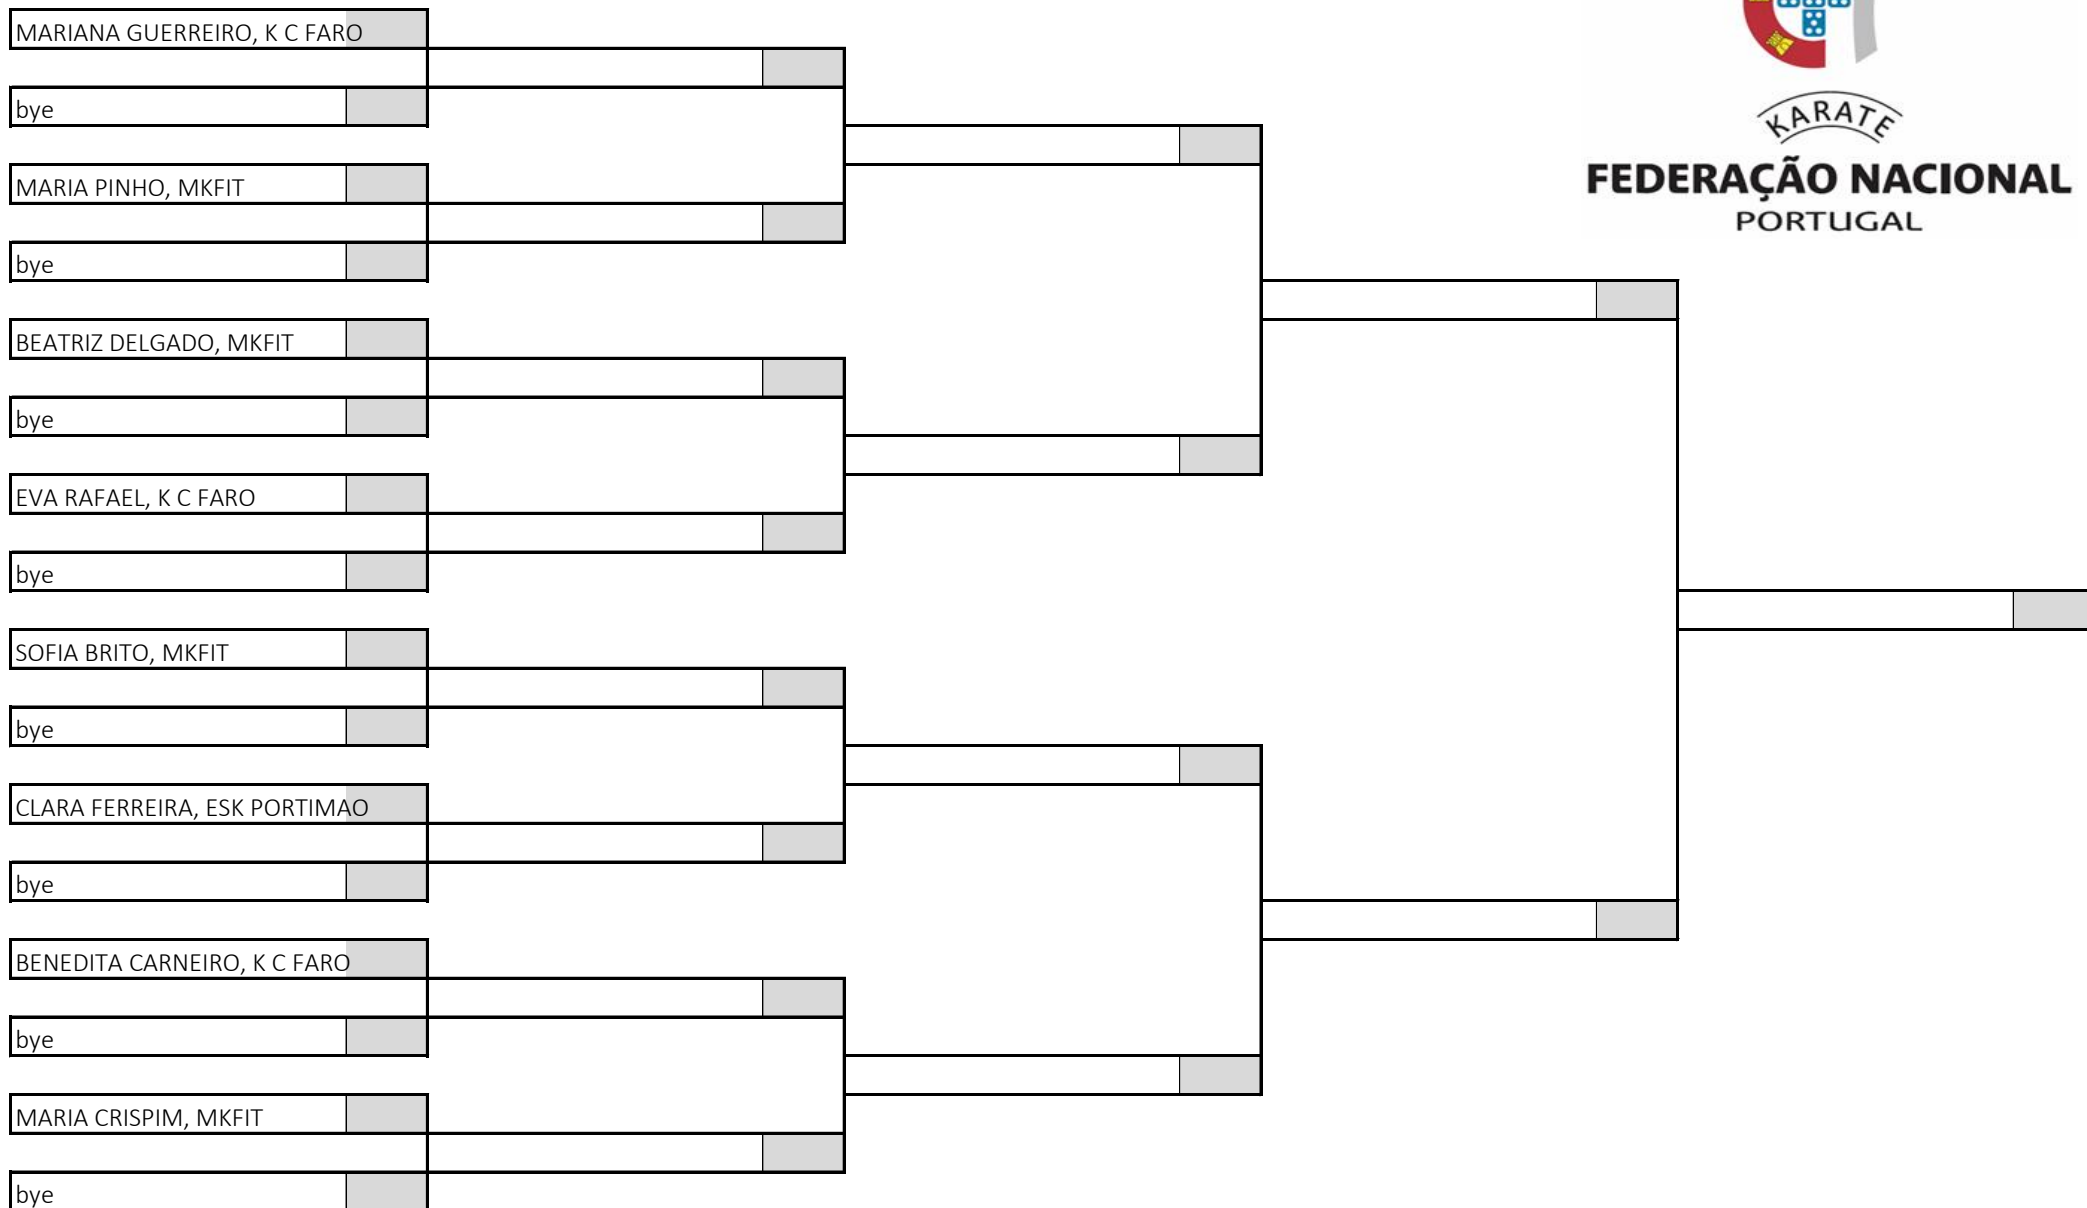 MARIANA GUERREIRO, K C FARO
bye
MARIA PINHO, MKFIT
bye
BEATRIZ DELGADO, MKFIT
bye
EVA RAFAEL, K C FARO
bye
SOFIA BRITO, MKFIT
bye
CLARA FERREIRA, ESK PORTIMAO
bye
BENEDITA CARNEIRO, K C FARO
bye
MARIA CRISPIM, MKFIT
bye
KARATE
FEDERAÇÃO NACIONAL
PORTUGAL